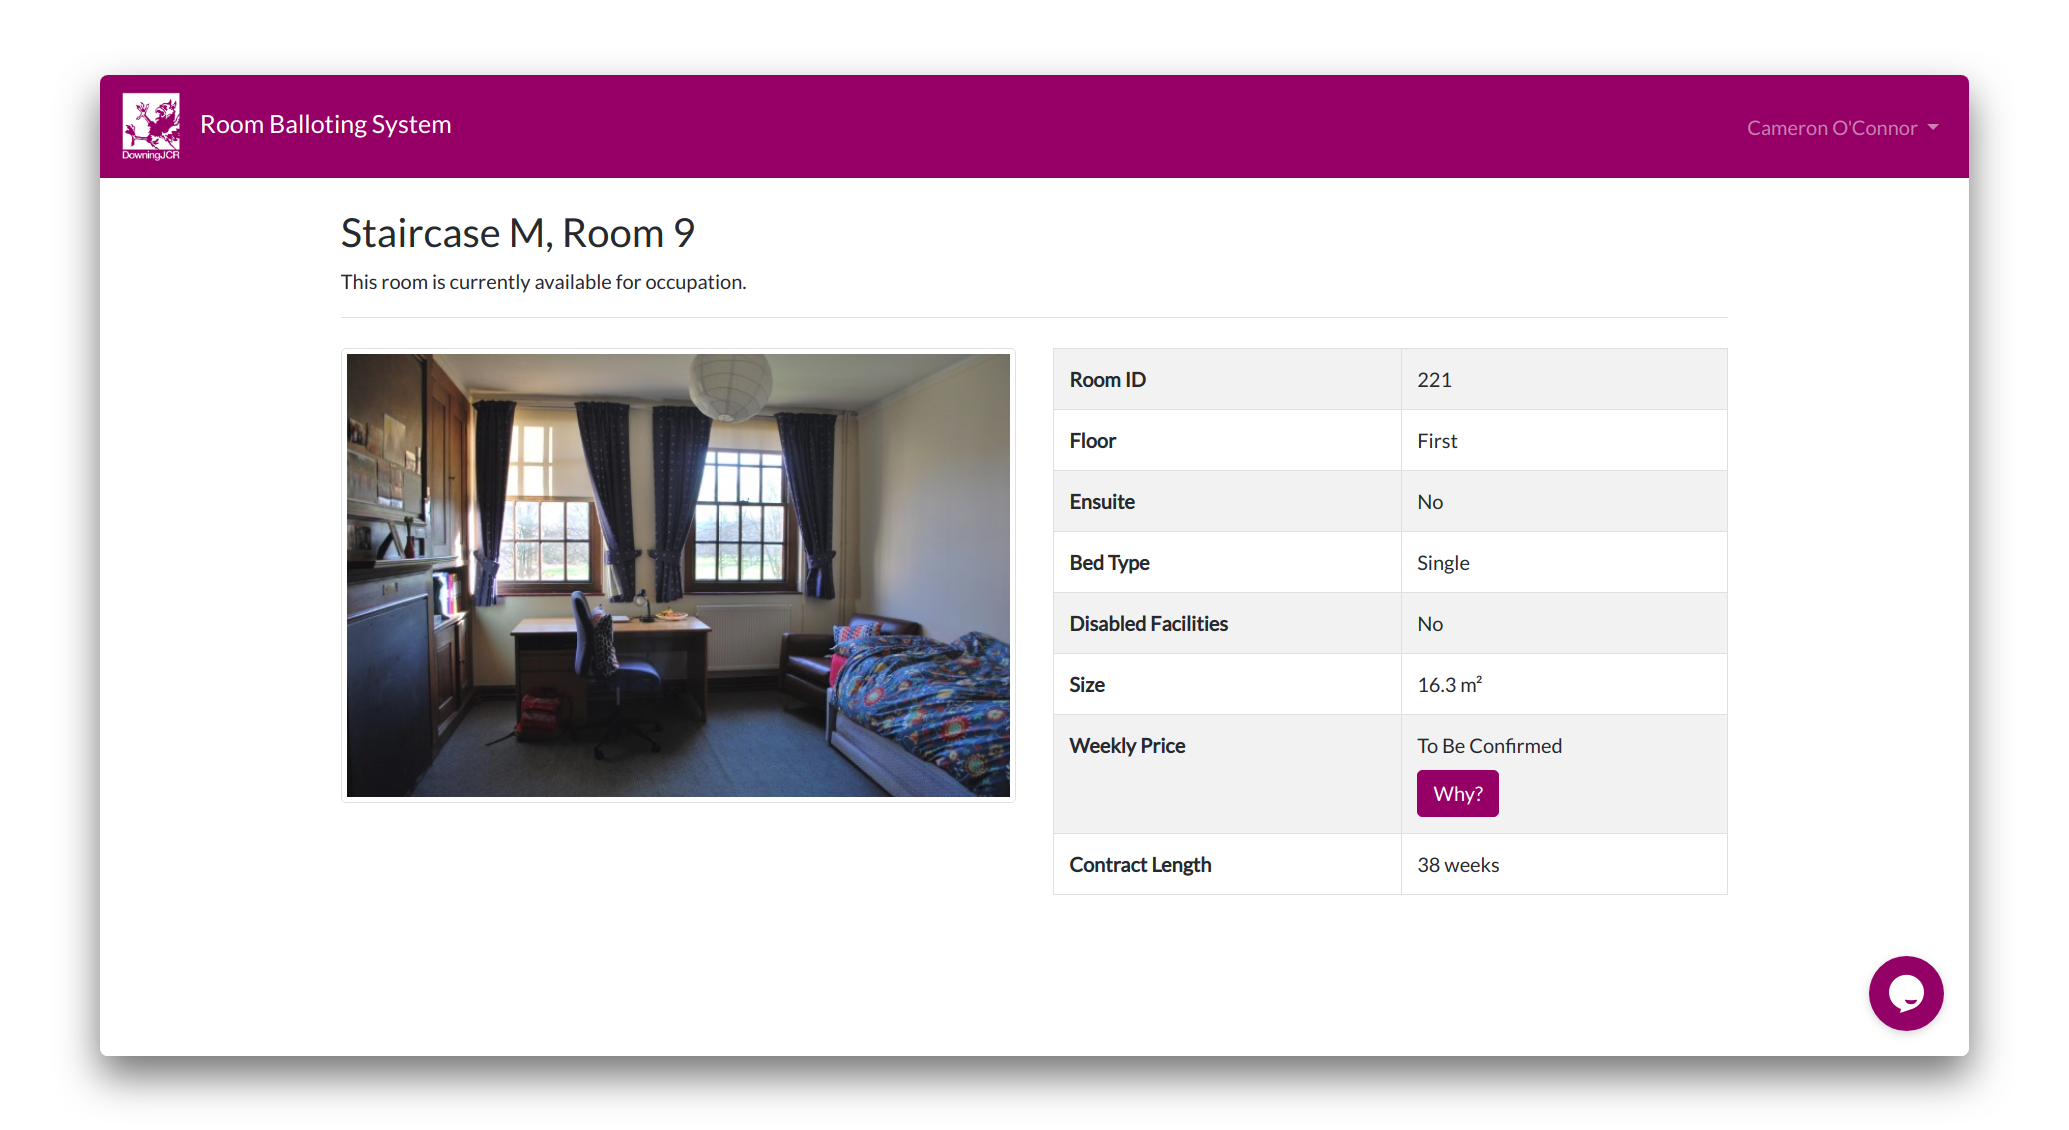 DowningJCR
Room Balloting System
Cameron O'Connor
Staircase M, Room 9
This room is currently available for occupation.
Room ID 221
Floor First
Ensuite No
Bed Type Single
Disabled Facilities No
Size 16.3 m²
Weekly Price To Be Confirmed
Why?
Contract Length 38 weeks